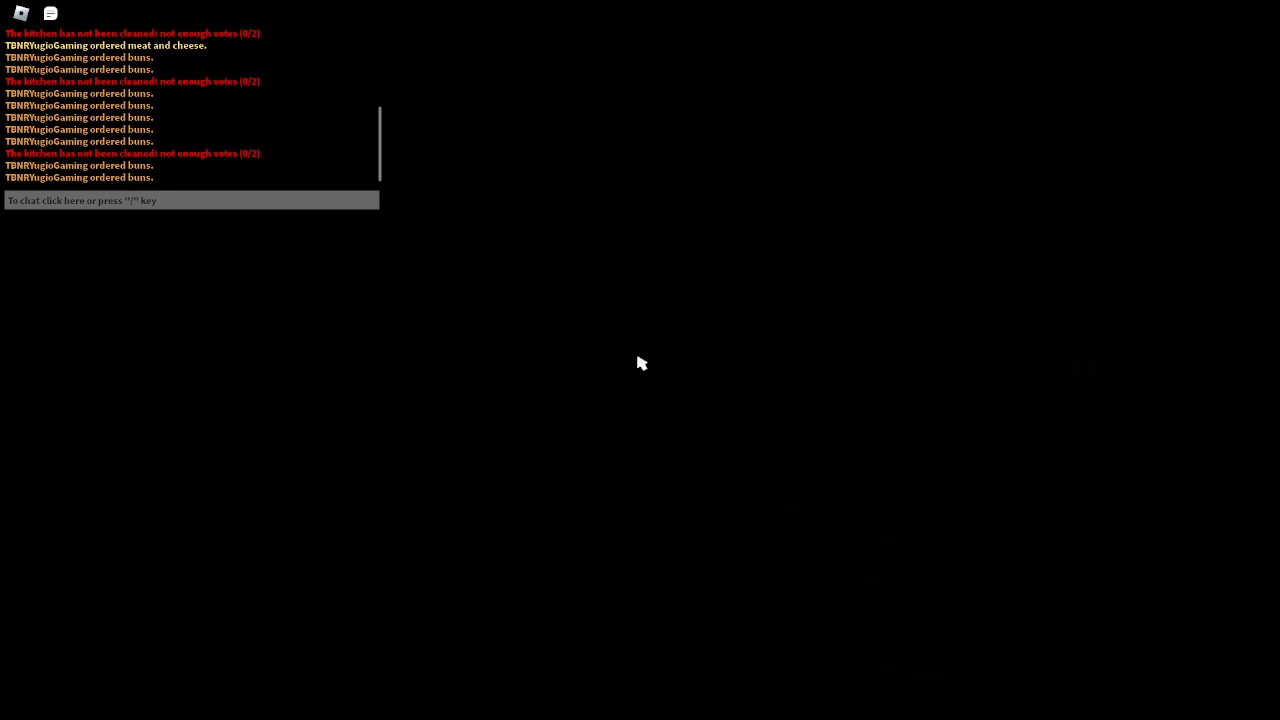 The kitchen has not been cleaned: not enough votes (0/2)
TBNRYugioGaming ordered meat and cheese.
TBNRYugioGaming ordered buns.
TBNRYugioGaming ordered buns.
The kitchen has not been cleaned: not enough votes (0/2)
TBNRYugioGaming ordered buns.
TBNRYugioGaming ordered buns.
TBNRYugioGaming ordered buns.
TBNRYugioGaming ordered buns.
TBNRYugioGaming ordered buns.
The kitchen has not been cleaned: not enough votes (0/2)
TBNRYugioGaming ordered buns.
TBNRYugioGaming ordered buns.
To chat click here or press "/" key